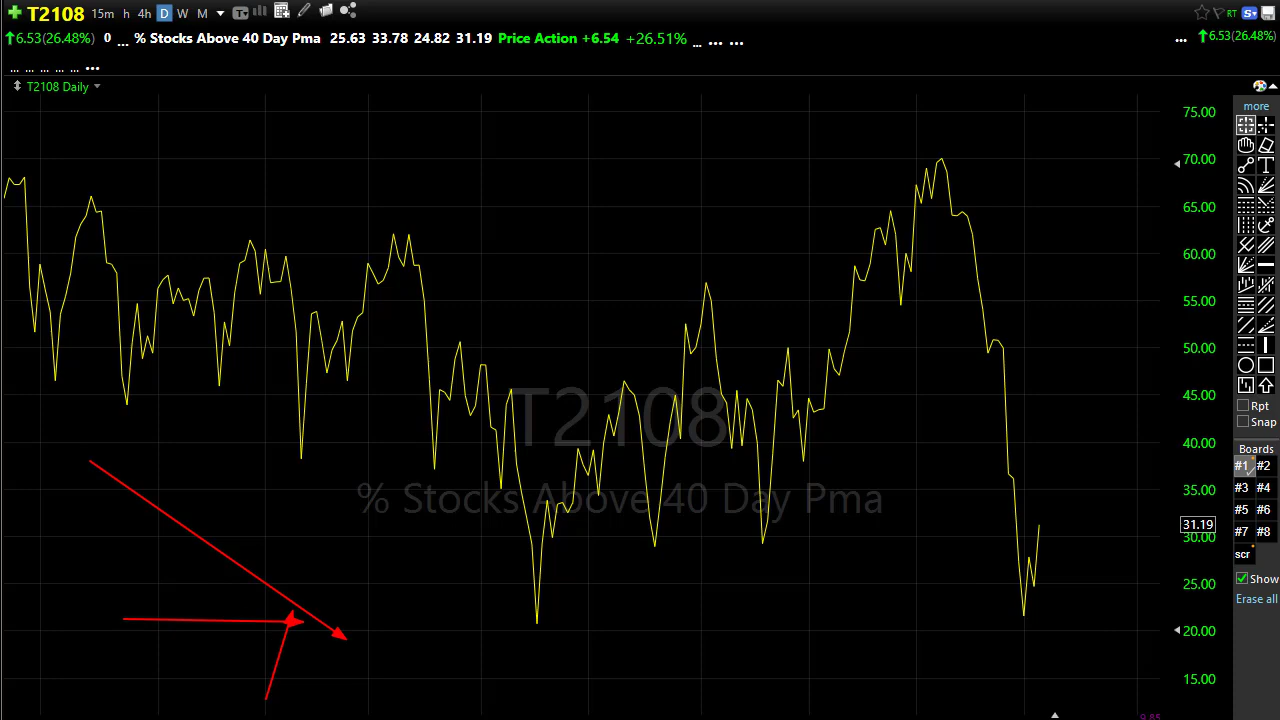 T2108 15m h 4h D W M T RT S
6.53(26.48%) 0 ... % Stocks Above 40 Day Pma 25.63 33.78 24.82 31.19 Price Action +6.54 +26.51% ... ... ... ... 6.53(26.48%)
... ... ... ... ... ...
T2108 Daily
more
75.00
70.00
65.00
60.00
55.00
50.00
45.00
40.00
35.00
31.19
30.00
25.00
20.00
15.00
9.85
T2108
% Stocks Above 40 Day Pma
T
Rpt
Snap
Boards
#1 #2
#3 #4
#5 #6
#7 #8
scr
Show
Erase all